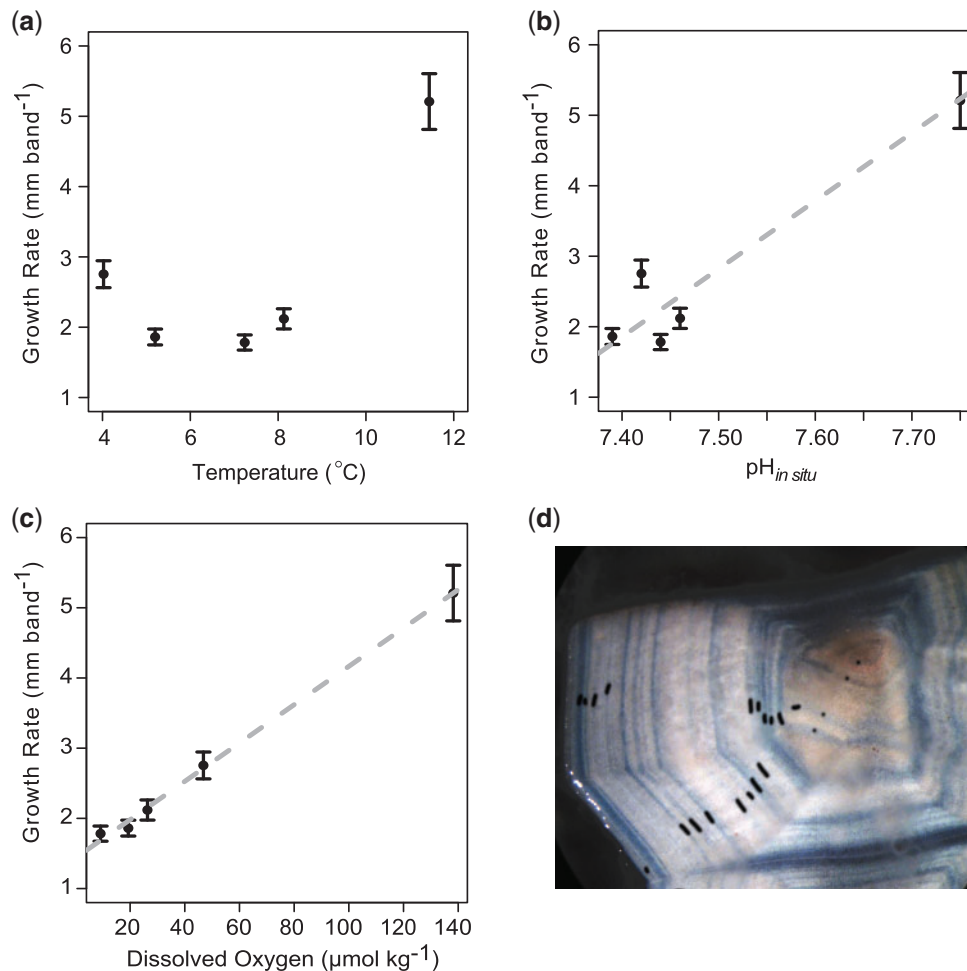 (a)
6
5
4
3
2
1
Growth Rate (mm band⁻¹)
4 6 8 10 12
Temperature (°C)
(b)
6
5
4
3
2
1
Growth Rate (mm band⁻¹)
7.40 7.50 7.60 7.70
pH in situ
(c)
6
5
4
3
2
1
Growth Rate (mm band⁻¹)
20 40 60 80 100 120 140
Dissolved Oxygen (µmol kg⁻¹)
(d)